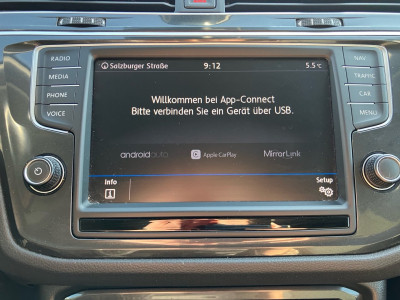 RADIO
MEDIA
PHONE
VOICE
Salzburger Straße 9:12 5.5°C
Willkommen bei App-Connect
Bitte verbinden Sie ein Gerät über USB.
androidauto Apple CarPlay MirrorLink
Info Setup
NAV
TRAFFIC
CAR
MENU